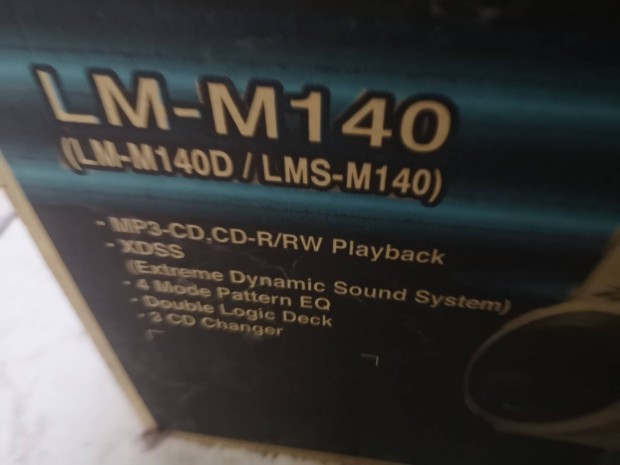 LM-M140
(LM-M140D / LMS-M140)
- MP3-CD,CD-R/RW Playback
- XDSS
(Extreme Dynamic Sound System)
- 4 Mode Pattern EQ
- Double Logic Deck
- 3 CD Changer